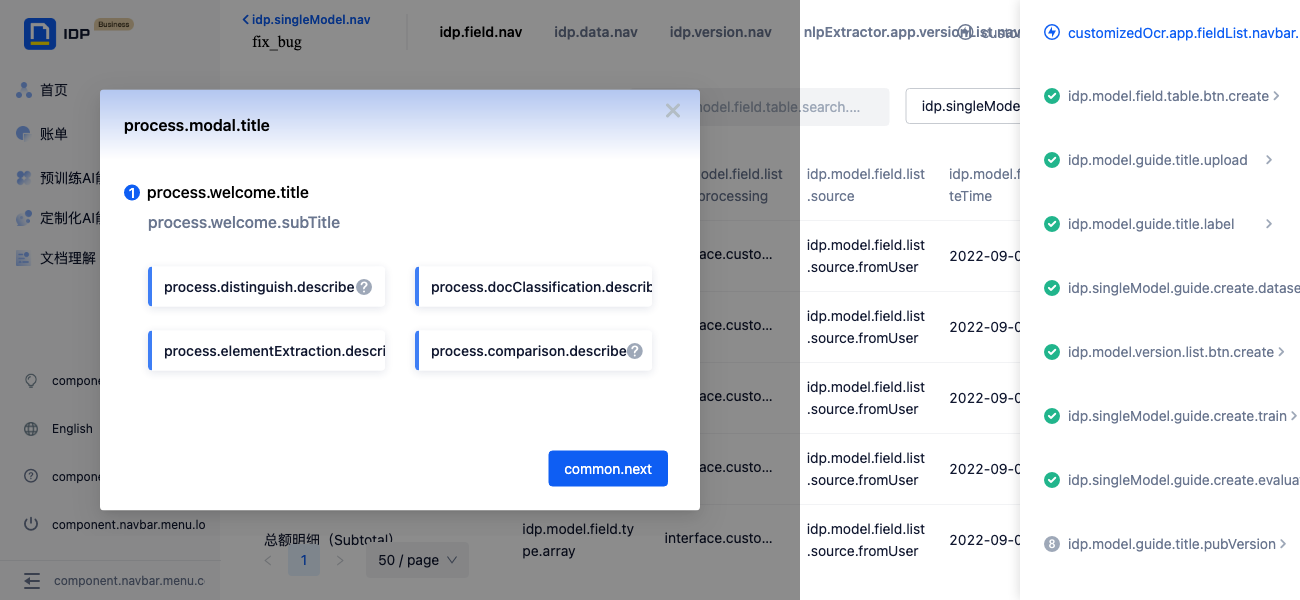 IDP
Business
首页
账单
预训练AI能
定制化AI能
文档理解
compone
English
compone
component.navbar.menu.lo
component.navbar.menu.c
idp.singleModel.nav
fix_bug
idp.field.nav
idp.data.nav
idp.version.nav
nlpExtractor.app.versionList.nav
odel.field.table.search....
idp.singleMode
odel.field.list
processing
idp.model.field.list
.source
idp.model.f
teTime
ace.custo...
idp.model.field.list
.source.fromUser
2022-09-0
ace.custo...
idp.model.field.list
.source.fromUser
2022-09-0
ace.custo...
idp.model.field.list
.source.fromUser
2022-09-0
ace.custo...
idp.model.field.list
.source.fromUser
2022-09-0
总额明细（Subtotal）
idp.model.field.ty
pe.array
interface.custo...
idp.model.field.list
.source.fromUser
2022-09-0
1
50 / page
process.modal.title
1 process.welcome.title
process.welcome.subTitle
process.distinguish.describe
?
process.docClassification.describ
process.elementExtraction.descri
process.comparison.describe
?
common.next
customizedOcr.app.fieldList.navbar.
idp.model.field.table.btn.create
idp.model.guide.title.upload
idp.model.guide.title.label
idp.singleModel.guide.create.datase
idp.model.version.list.btn.create
idp.singleModel.guide.create.train
idp.singleModel.guide.create.evalua
8 idp.model.guide.title.pubVersion